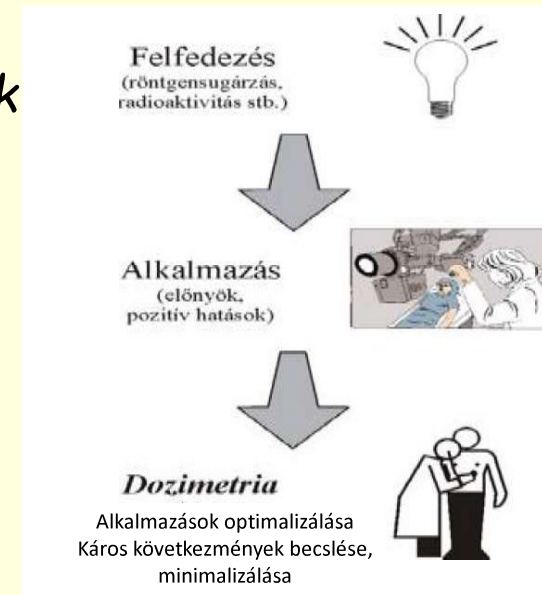 k
Felfedezés
(röntgensugárzás,
radioaktivitás stb.)
Alkalmazás
(előnyök,
pozitív hatások)
Dozimetria
Alkalmazások optimalizálása
Káros következmények becslése,
minimalizálása